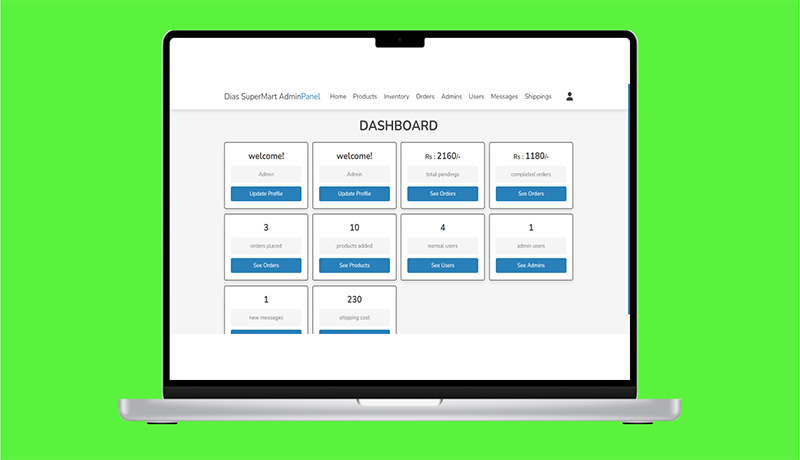 Dias SuperMart AdminPanel Home Products Inventory Orders Admins Users Messages Shippings
DASHBOARD
welcome! welcome! Rs : 2160/- Rs : 1180/-
Admin Admin total pendings completed orders
Update Profile Update Profile See Orders See Orders
3 10 4 1
orders placed products added normal users admin users
See Orders See Products See Users See Admins
1 230
new messages shipping cost